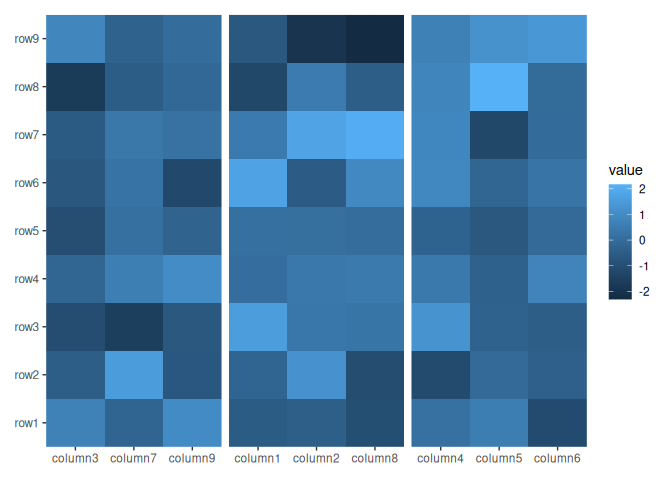 row9
row8
row7
row6
row5
row4
row3
row2
row1
column3 column7 column9 column1 column2 column8 column4 column5 column6
value
2
1
0
-1
-2